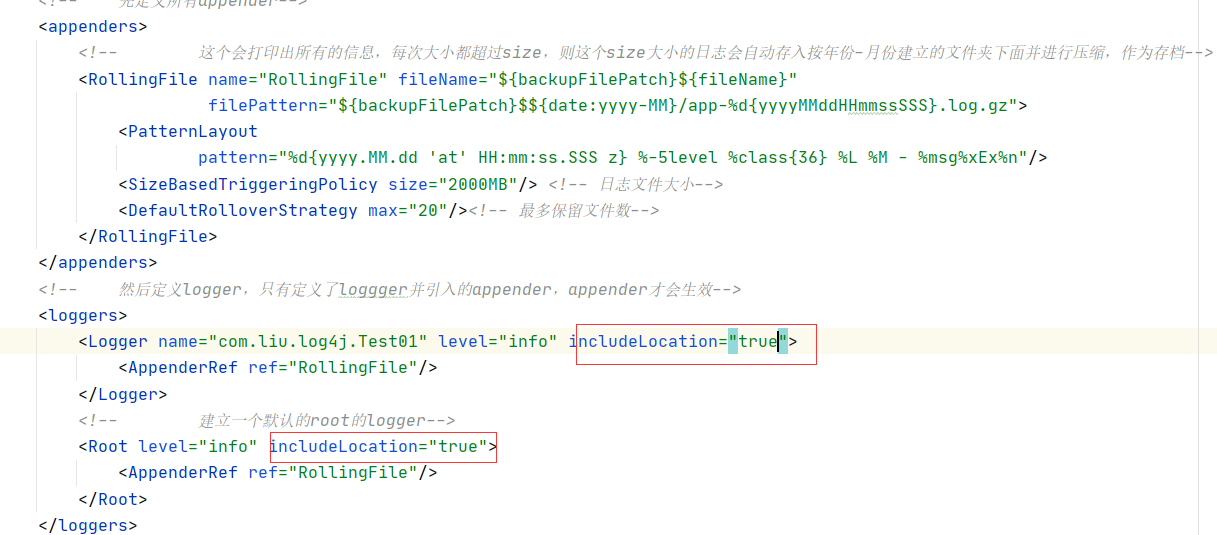 <!-- 先定义所有appender-->
<appenders>
<!-- 这个会打印出所有的信息，每次大小都超过size，则这个size大小的日志会自动存入按年份-月份建立的文件夹下面并进行压缩，作为存档-->
<RollingFile name="RollingFile" fileName="${backupFilePatch}${fileName}"
filePattern="${backupFilePatch}$${date:yyyy-MM}/app-%d{yyyyMMddHHmmssSSS}.log.gz">
<PatternLayout
pattern="%d{yyyy.MM.dd 'at' HH:mm:ss.SSS z} %-5level %class{36} %L %M - %msg%xEx%n"/>
<SizeBasedTriggeringPolicy size="2000MB"/> <!-- 日志文件大小-->
<DefaultRolloverStrategy max="20"/><!-- 最多保留文件数-->
</RollingFile>
</appenders>
<!-- 然后定义logger，只有定义了loggger并引入的appender，appender才会生效-->
<loggers>
<Logger name="com.liu.log4j.Test01" level="info" includeLocation="true">
<AppenderRef ref="RollingFile"/>
</Logger>
<!-- 建立一个默认的root的logger-->
<Root level="info" includeLocation="true">
<AppenderRef ref="RollingFile"/>
</Root>
</loggers>